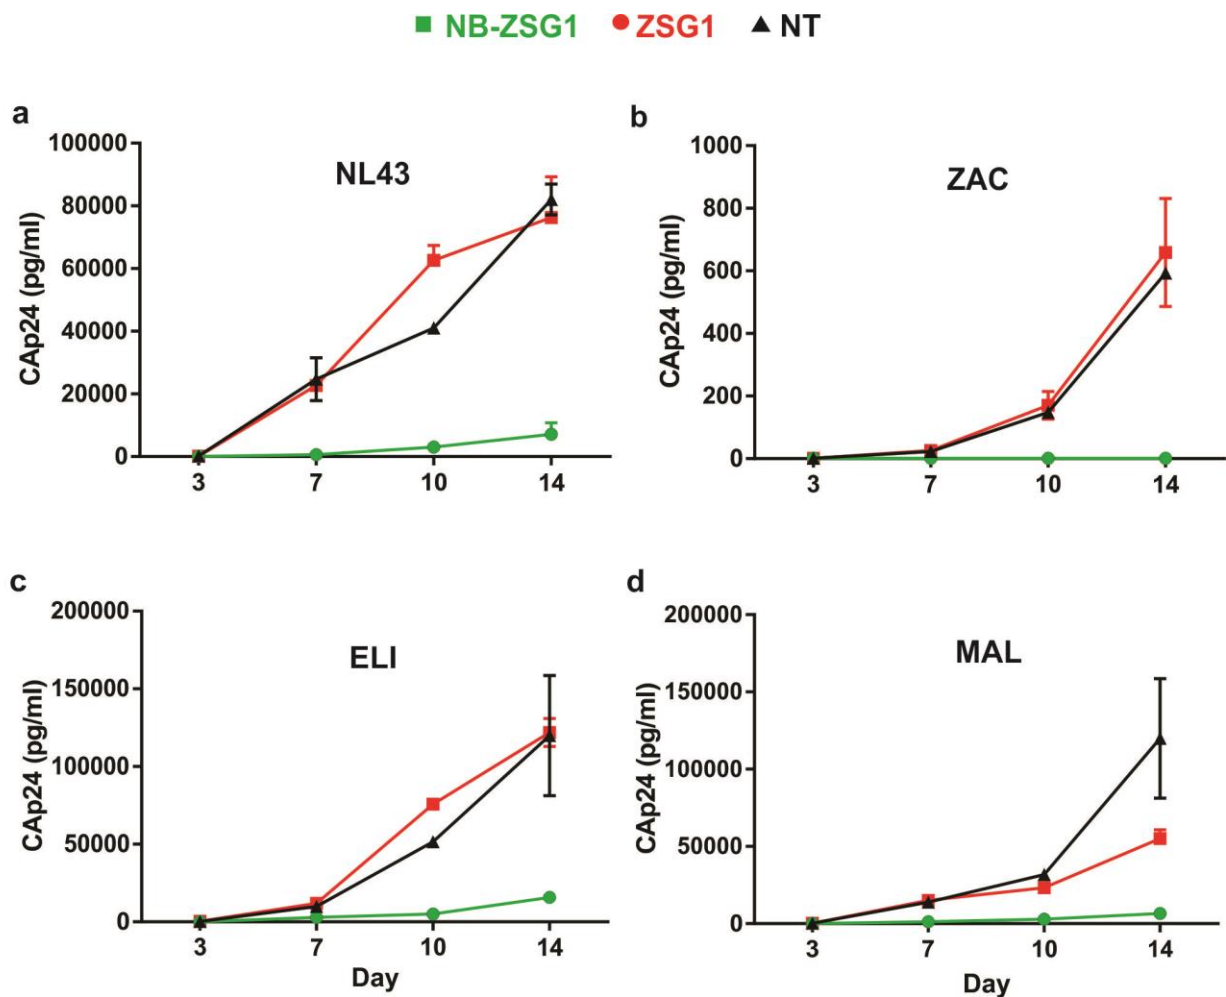 NB-ZSG1 ZSG1 NT
a
100000
80000
60000
40000
20000
0
CAp24 (pg/ml)
NL43
3 7 10 14
b
1000
800
600
400
200
0
CAp24 (pg/ml)
ZAC
3 7 10 14
c
200000
150000
100000
50000
0
CAp24 (pg/ml)
ELI
3 7 10 14
Day
d
200000
150000
100000
50000
0
CAp24 (pg/ml)
MAL
3 7 10 14
Day